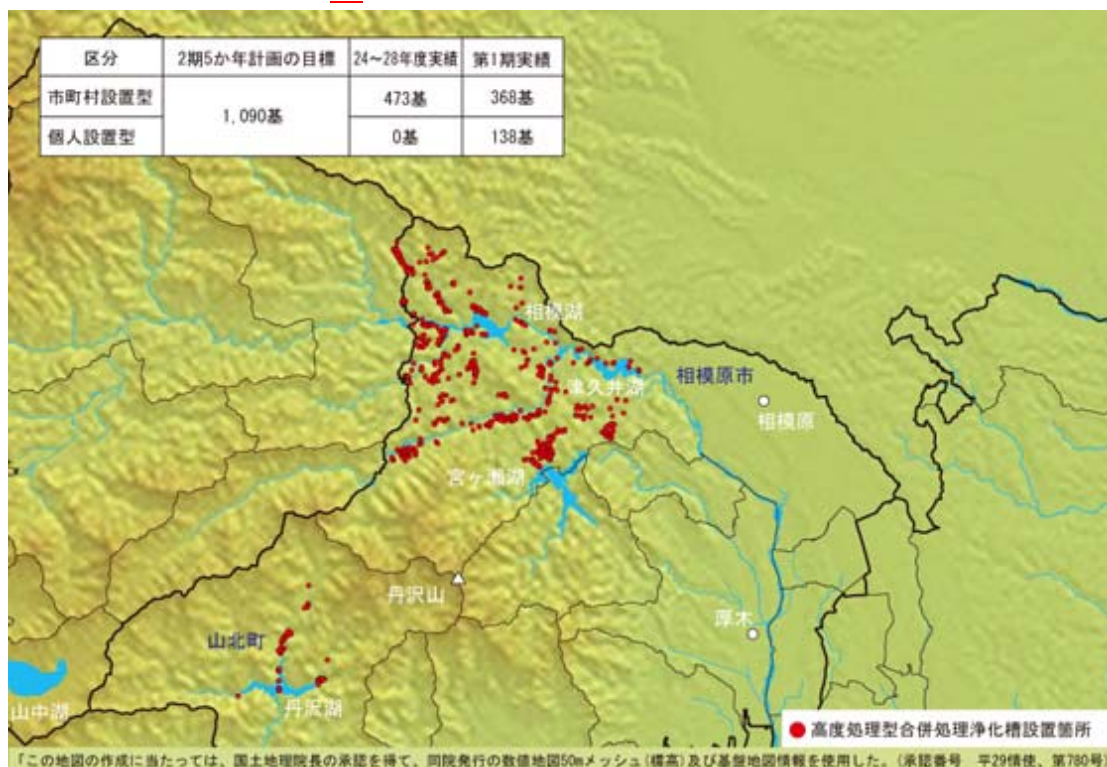 区分 2期5か年計画の目標 24～28年度実績 第1期実績
市町村設置型 1,090基 473基 368基
個人設置型 0基 138基
相模湖
津久井湖
相模原市
相模原
宮ヶ瀬湖
丹沢山
厚木
山北町
丹沢湖
山中湖
高度処理型合併処理浄化槽設置箇所
「この地図の作成に当たっては、国土地理院長の承認を得て、同院発行の数値地図50mメッシュ(標高)及び基盤地図情報を使用した。(承認番号 平29情使、第780号)